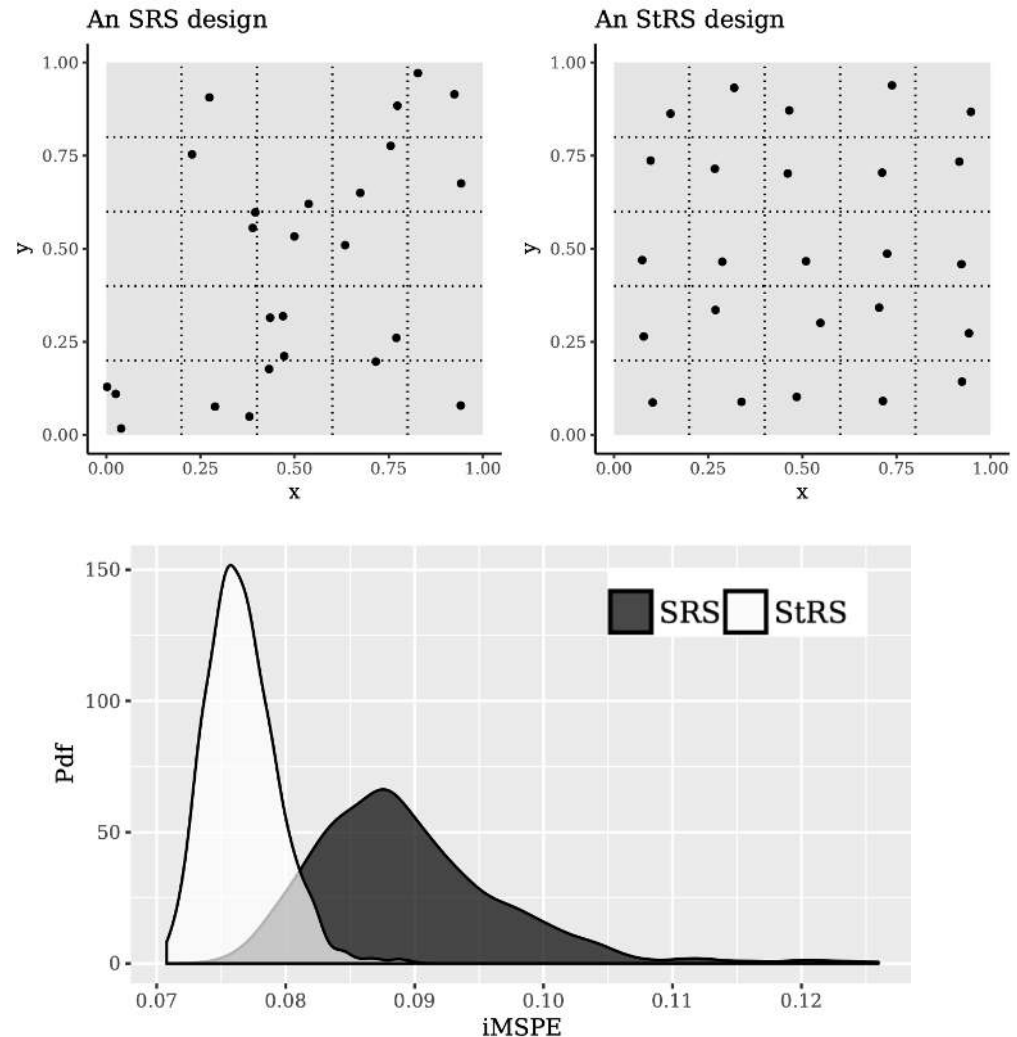 An SRS design
1.00
0.75
0.50
0.25
0.00
y
0.00 0.25 0.50 0.75 1.00
x
An StRS design
1.00
0.75
0.50
0.25
0.00
y
0.00 0.25 0.50 0.75 1.00
x
150
100
50
0
Pdf
SRS StRS
0.07 0.08 0.09 0.10 0.11 0.12
iMSPE